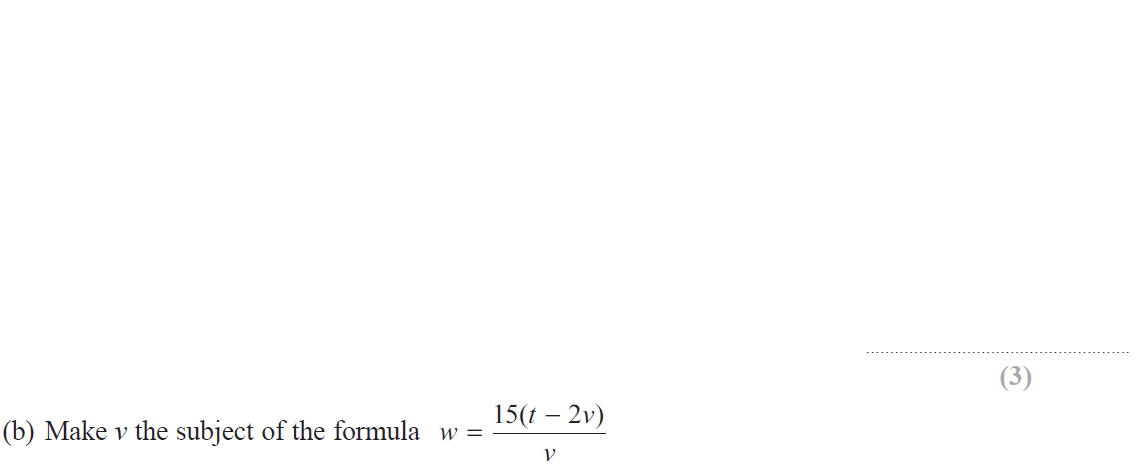 (3)
(b) Make v the subject of the formula w = 15(t – 2v) / v